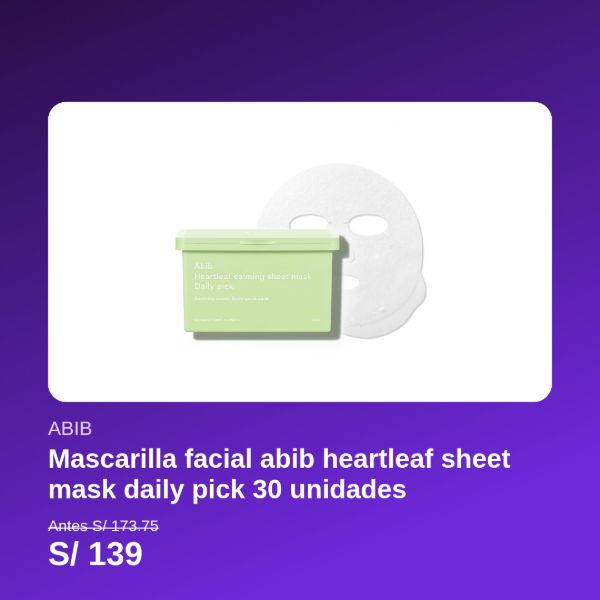 Abib
Heartleaf calming sheet mask
Daily pick
ABIB
Mascarilla facial abib heartleaf sheet
mask daily pick 30 unidades
Antes S/ 173.75
S/ 139